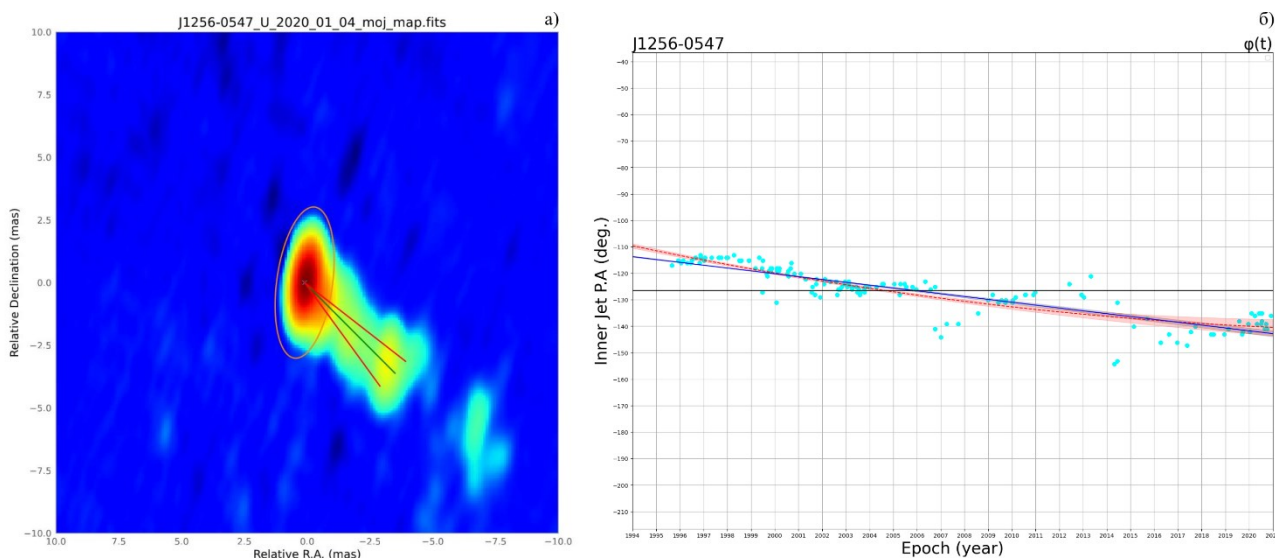 J1256-0547_U_2020_01_04_moj_map.fits
а)
10.0
7.5
5.0
2.5
0.0
−2.5
−5.0
−7.5
−10.0
10.0 7.5 5.0 2.5 0.0 −2.5 −5.0 −7.5 −10.0
Relative Declination (mas)
Relative R.A. (mas)
б)
J1256-0547
φ(t)
−40
−50
−60
−70
−80
−90
−100
−110
−120
−130
−140
−150
−160
−170
−180
−190
−200
−210
Inner Jet P.A (deg.)
1994 1995 1996 1997 1998 1999 2000 2001 2002 2003 2004 2005 2006 2007 2008 2009 2010 2011 2012 2013 2014 2015 2016 2017 2018 2019 2020 202
Epoch (year)